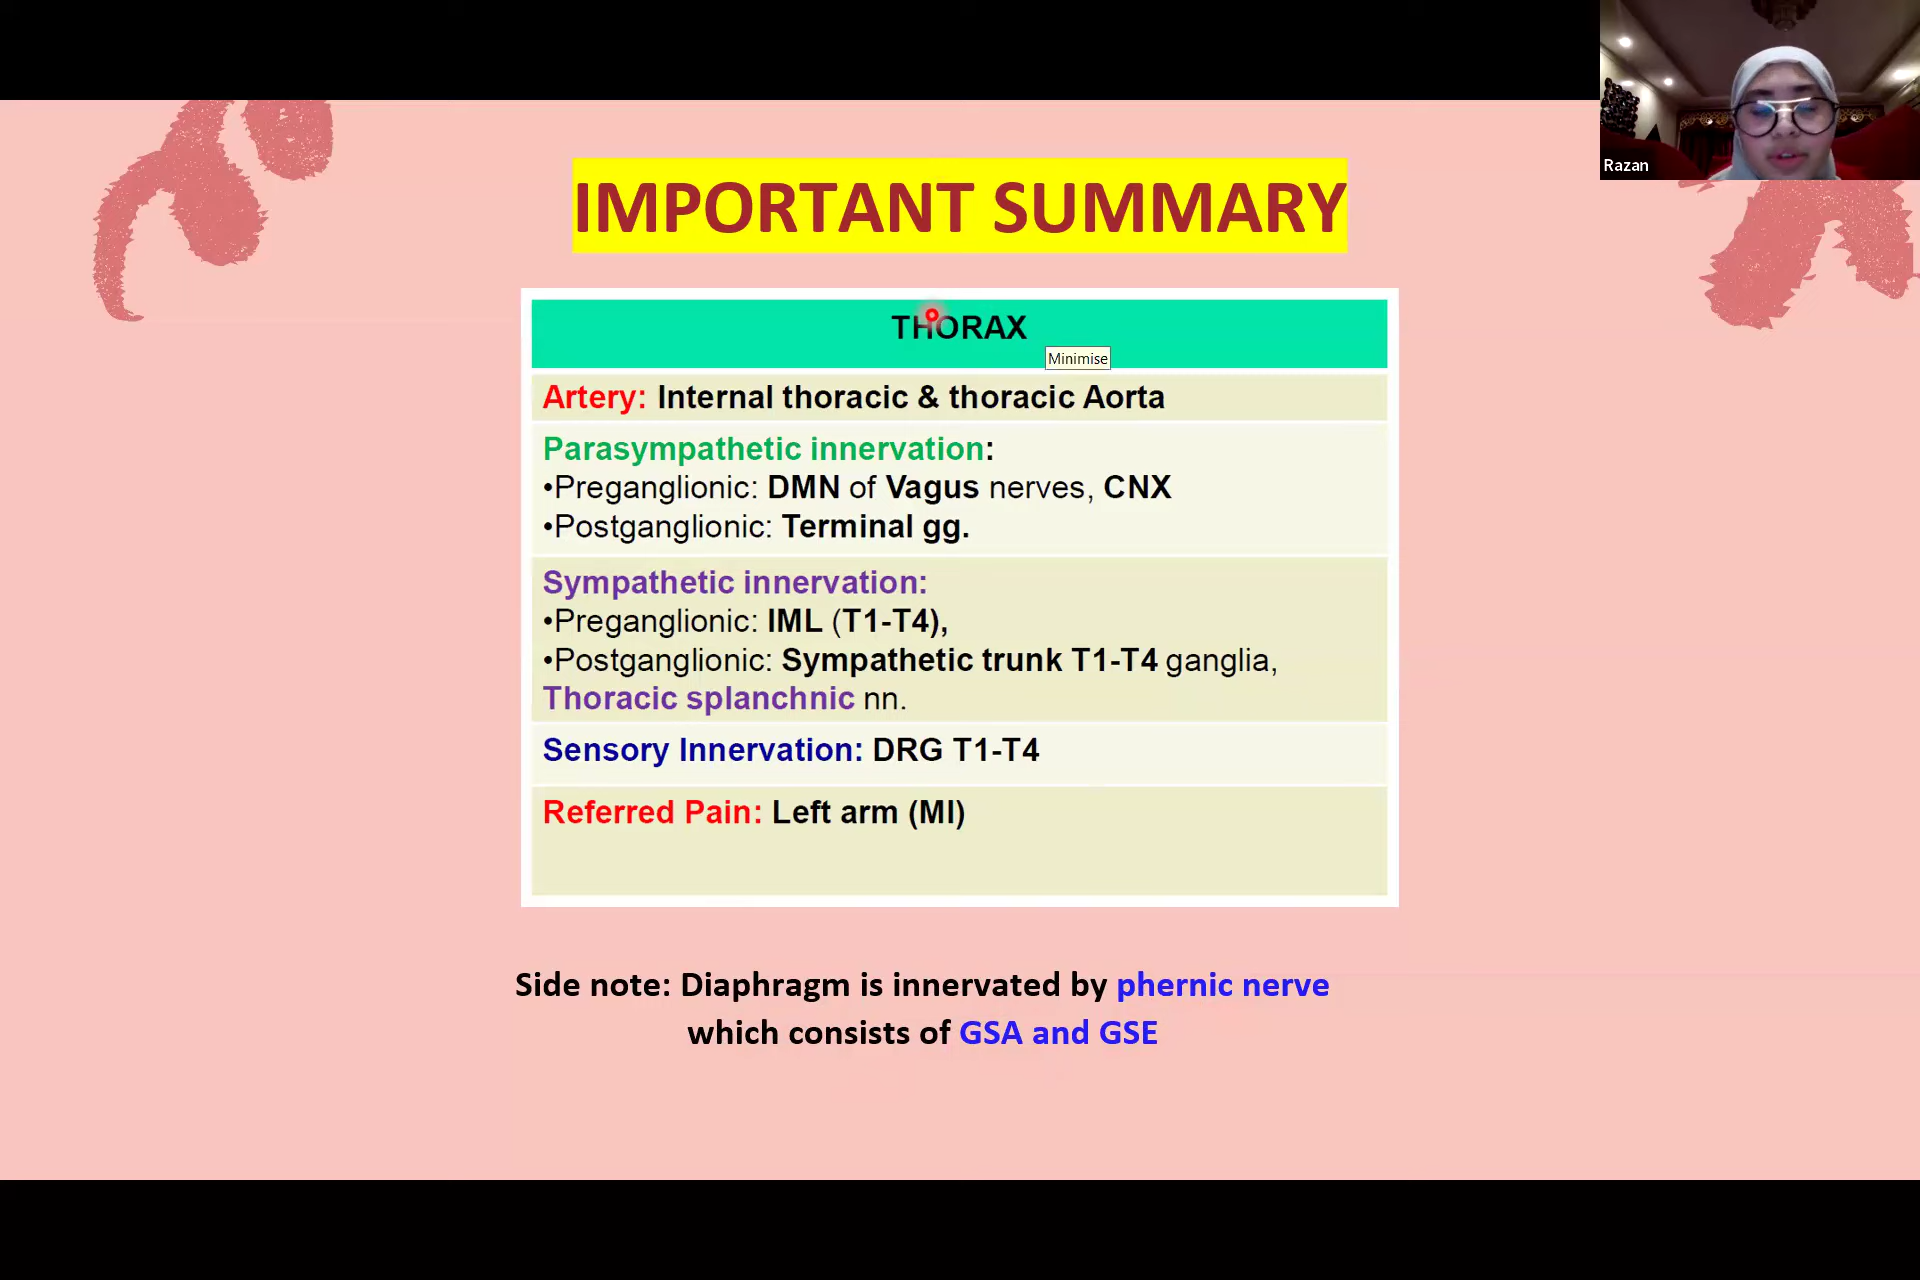 Razan
IMPORTANT SUMMARY
THORAX
Minimise
Artery: Internal thoracic & thoracic Aorta
Parasympathetic innervation:
•Preganglionic: DMN of Vagus nerves, CNX
•Postganglionic: Terminal gg.
Sympathetic innervation:
•Preganglionic: IML (T1-T4),
•Postganglionic: Sympathetic trunk T1-T4 ganglia,
Thoracic splanchnic nn.
Sensory Innervation: DRG T1-T4
Referred Pain: Left arm (MI)
Side note: Diaphragm is innervated by phernic nerve
which consists of GSA and GSE